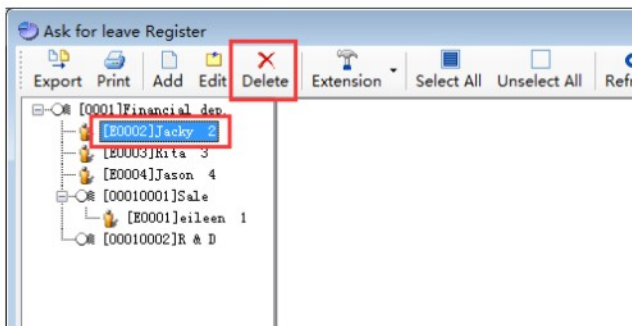 Ask for leave Register
Export Print Add Edit Delete Extension Select All Unselect All Refr
[0001]Financial dep.
[E0002]Jacky 2
[E0003]Rita 3
[E0004]Jason 4
[00010001]Sale
[E0001]eileen 1
[00010002]R & D